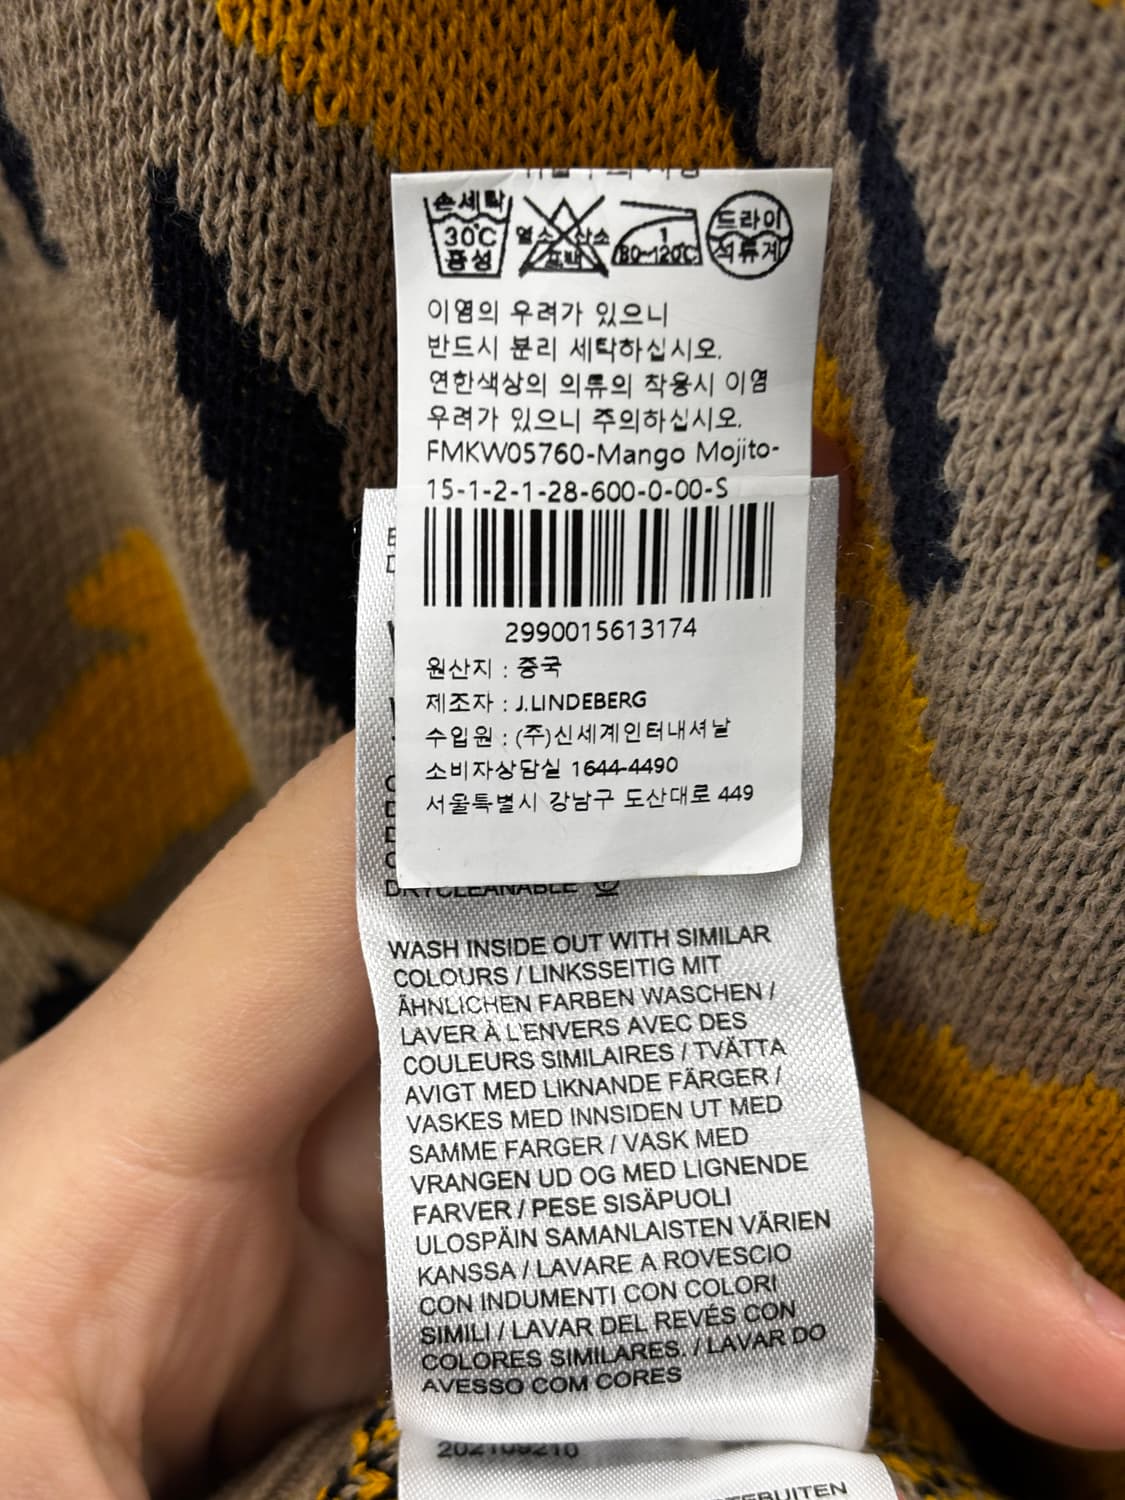 손세탁
30℃
중성
열소 산소
표백
1
80~120℃
드라이
석유계
이염의 우려가 있으니
반드시 분리 세탁하십시오.
연한색상의 의류의 착용시 이염
우려가 있으니 주의하십시오.
FMKW05760-Mango Mojito-
15-1-2-1-28-600-0-00-S
2990015613174
원산지 : 중국
제조자 : J.LINDEBERG
수입원 : (주)신세계인터내셔날
소비자상담실 1644-4490
서울특별시 강남구 도산대로 449
DRYCLEANABLE
WASH INSIDE OUT WITH SIMILAR
COLOURS / LINKSSEITIG MIT
ÄHNLICHEN FARBEN WASCHEN /
LAVER À L'ENVERS AVEC DES
COULEURS SIMILAIRES / TVÄTTA
AVIGT MED LIKNANDE FÄRGER /
VASKES MED INNSIDEN UT MED
SAMME FARGER / VASK MED
VRANGEN UD OG MED LIGNENDE
FARVER / PESE SISÄPUOLI
ULOSPÄIN SAMANLAISTEN VÄRIEN
KANSSA / LAVARE A ROVESCIO
CON INDUMENTI CON COLORI
SIMILI / LAVAR DEL REVÉS CON
COLORES SIMILARES. / LAVAR DO
AVESSO COM CORES